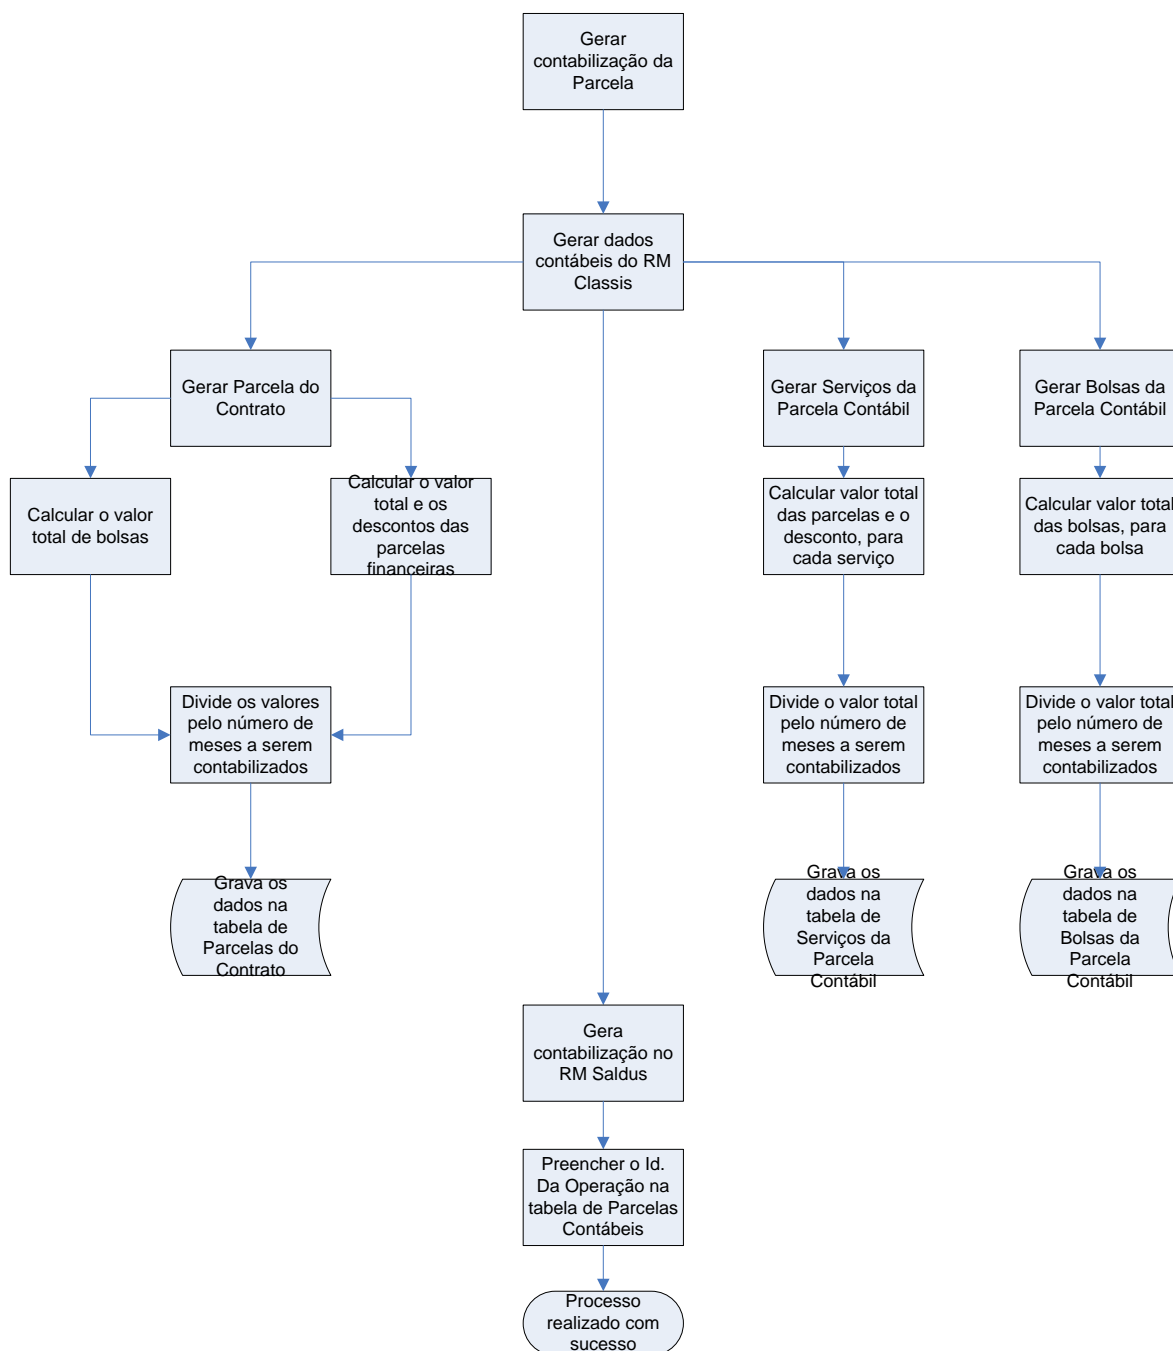 Gerar
contabilização da
Parcela
Gerar dados
contábeis do RM
Classis
Gerar Parcela do
Contrato
Gerar Serviços da
Parcela Contábil
Gerar Bolsas da
Parcela Contábil
Calcular o valor
total de bolsas
Calcular o valor
total e os
descontos das
parcelas
financeiras
Calcular valor total
das parcelas e o
desconto, para
cada serviço
Calcular valor total
das bolsas, para
cada bolsa
Divide os valores
pelo número de
meses a serem
contabilizados
Divide o valor total
pelo número de
meses a serem
contabilizados
Divide o valor total
pelo número de
meses a serem
contabilizados
Grava os
dados na
tabela de
Parcelas do
Contrato
Grava os
dados na
tabela de
Serviços da
Parcela
Contábil
Grava os
dados na
tabela de
Bolsas da
Parcela
Contábil
Gera
contabilização no
RM Saldus
Preencher o Id.
Da Operação na
tabela de Parcelas
Contábeis
Processo
realizado com
sucesso